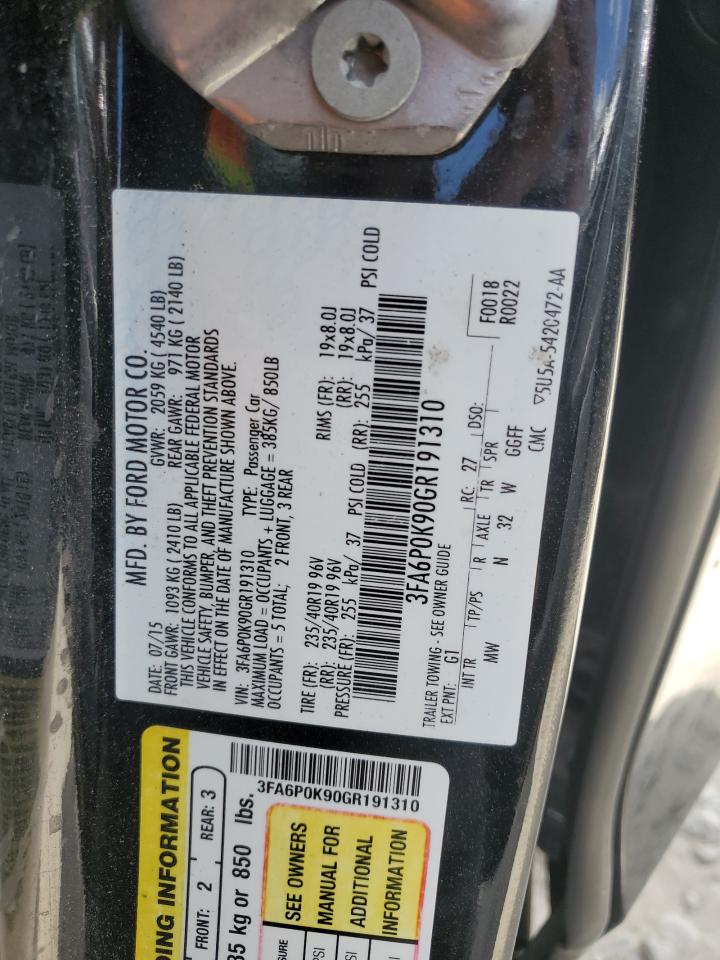 MFD. BY FORD MOTOR CO.
DATE: 07/15 GVWR: 2059 KG ( 4540 LB)
FRONT GAWR: 1093 KG ( 2410 LB) REAR GAWR: 971 KG ( 2140 LB)
THIS VEHICLE CONFORMS TO ALL APPLICABLE FEDERAL MOTOR
VEHICLE SAFETY, BUMPER, AND THEFT PREVENTION STANDARDS
IN EFFECT ON THE DATE OF MANUFACTURE SHOWN ABOVE.
VIN: 3FA6P0K90GR191310 TYPE: Passenger Car
MAXIMUM LOAD = OCCUPANTS + LUGGAGE = 385KG/ 850LB
OCCUPANTS = 5 TOTAL; 2 FRONT, 3 REAR
TIRE (FR): 235/40R19 96V RIMS (FR): 19x8.0J
(RR): 235/40R19 96V (RR): 19x8.0J
PRESSURE (FR): 255 kPa/ 37 PSI COLD (RR): 255 kPa/ 37 PSI COLD
3FA6P0K90GR191310
TRAILER TOWING - SEE OWNER GUIDE
EXT PNT: G1 RC: 27 DSO:
INT TR TP/PS R AXLE TR SPR
MW N 32 W GGFF
F0018
R0022
CMC ▽5U5A-5420472-AA
3FA6P0K90GR191310
DING INFORMATION
FRONT: 2 REAR: 3
85 kg or 850 lbs.
SEE OWNERS
MANUAL FOR
ADDITIONAL
INFORMATION
SURE
PSI
PSI
SI